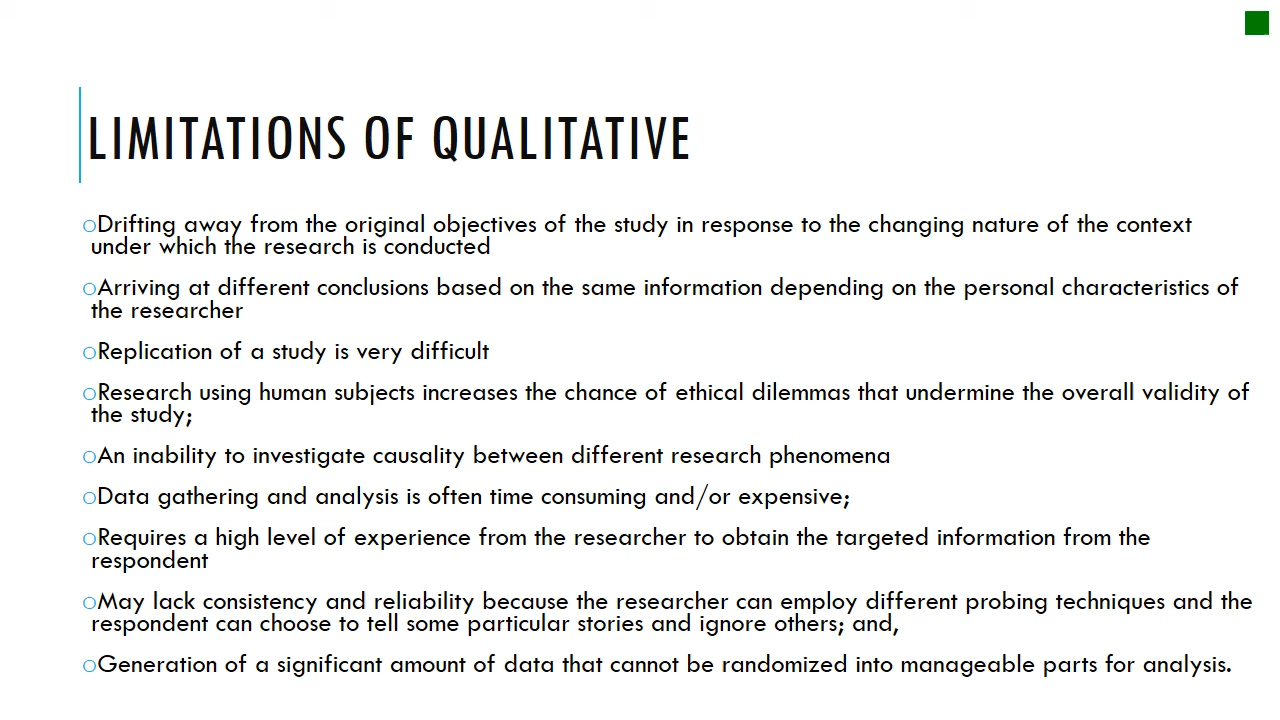 LIMITATIONS OF QUALITATIVE
oDrifting away from the original objectives of the study in response to the changing nature of the context
under which the research is conducted
oArriving at different conclusions based on the same information depending on the personal characteristics of
the researcher
oReplication of a study is very difficult
oResearch using human subjects increases the chance of ethical dilemmas that undermine the overall validity of
the study;
oAn inability to investigate causality between different research phenomena
oData gathering and analysis is often time consuming and/or expensive;
oRequires a high level of experience from the researcher to obtain the targeted information from the
respondent
oMay lack consistency and reliability because the researcher can employ different probing techniques and the
respondent can choose to tell some particular stories and ignore others; and,
oGeneration of a significant amount of data that cannot be randomized into manageable parts for analysis.